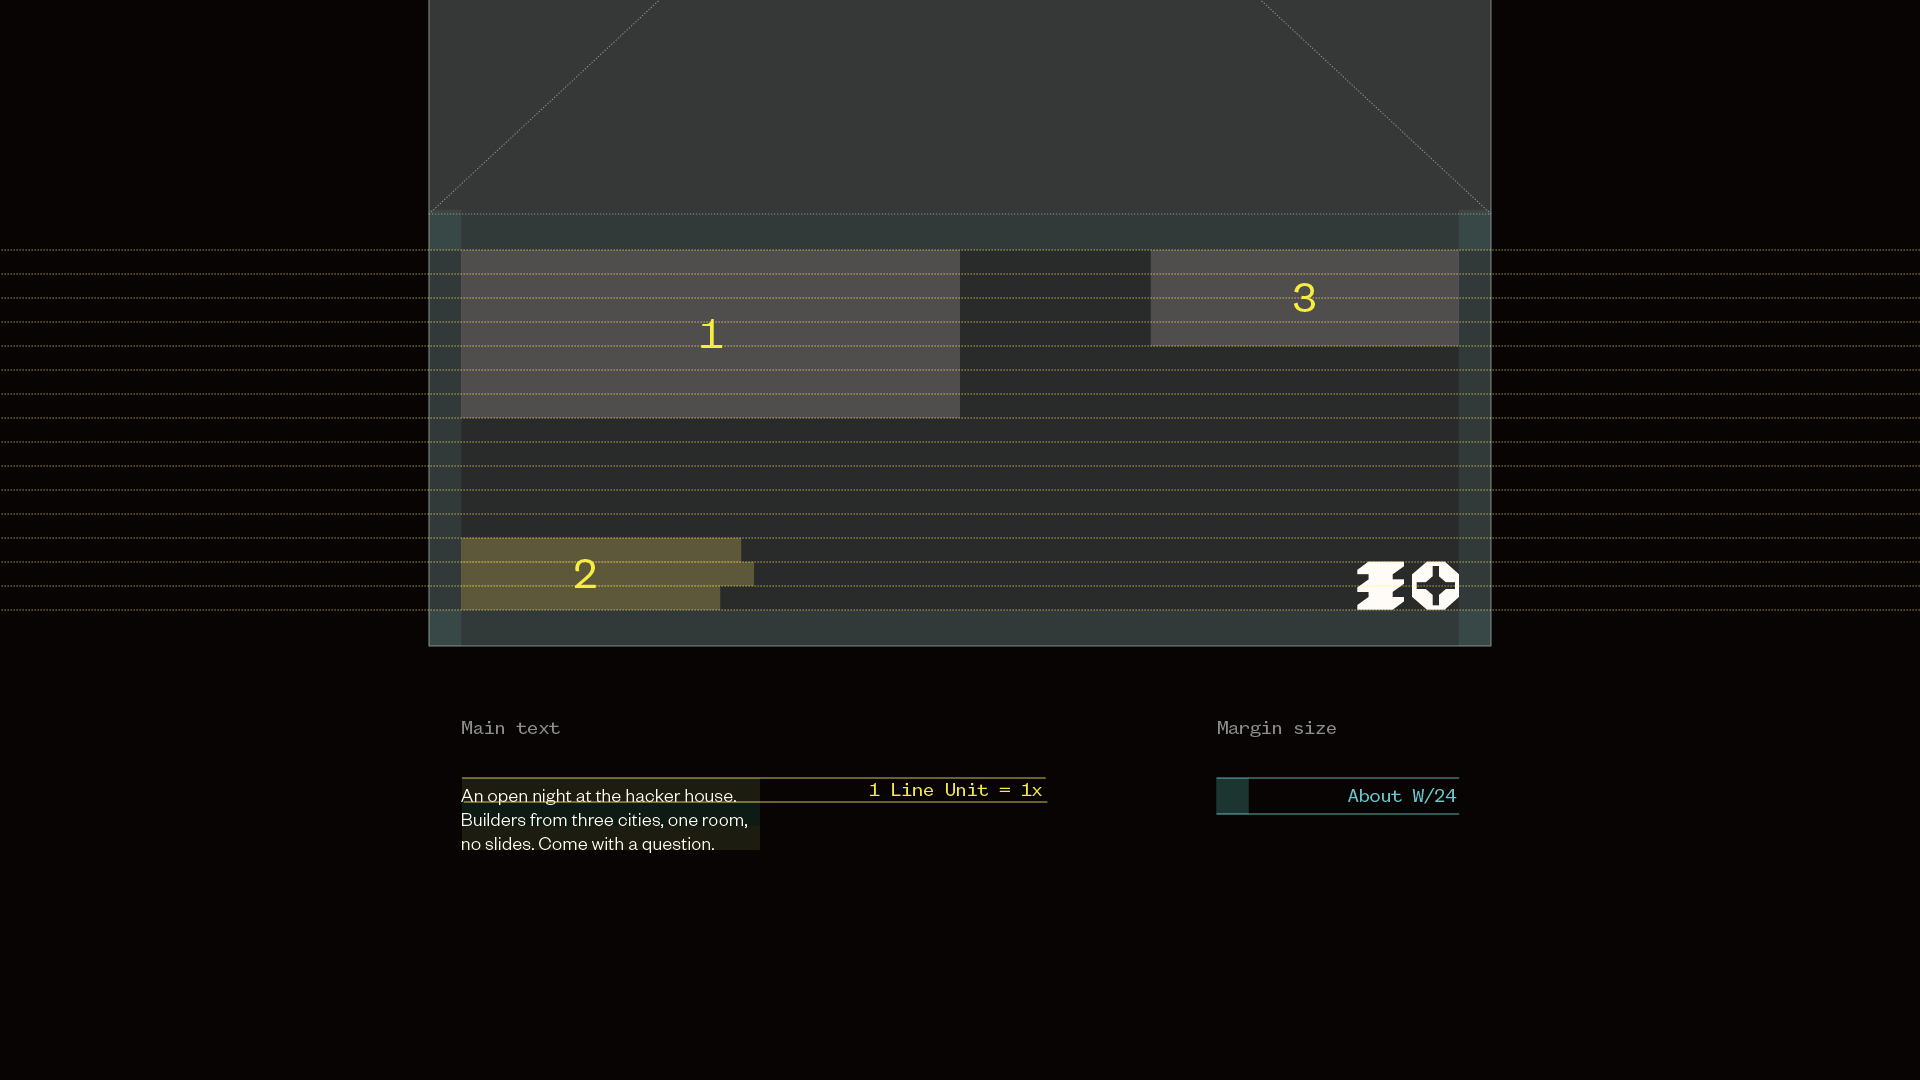 1
3
2
Main text
Margin size
1 Line Unit = 1x
About W/24
An open night at the hacker house.
Builders from three cities, one room,
no slides. Come with a question.